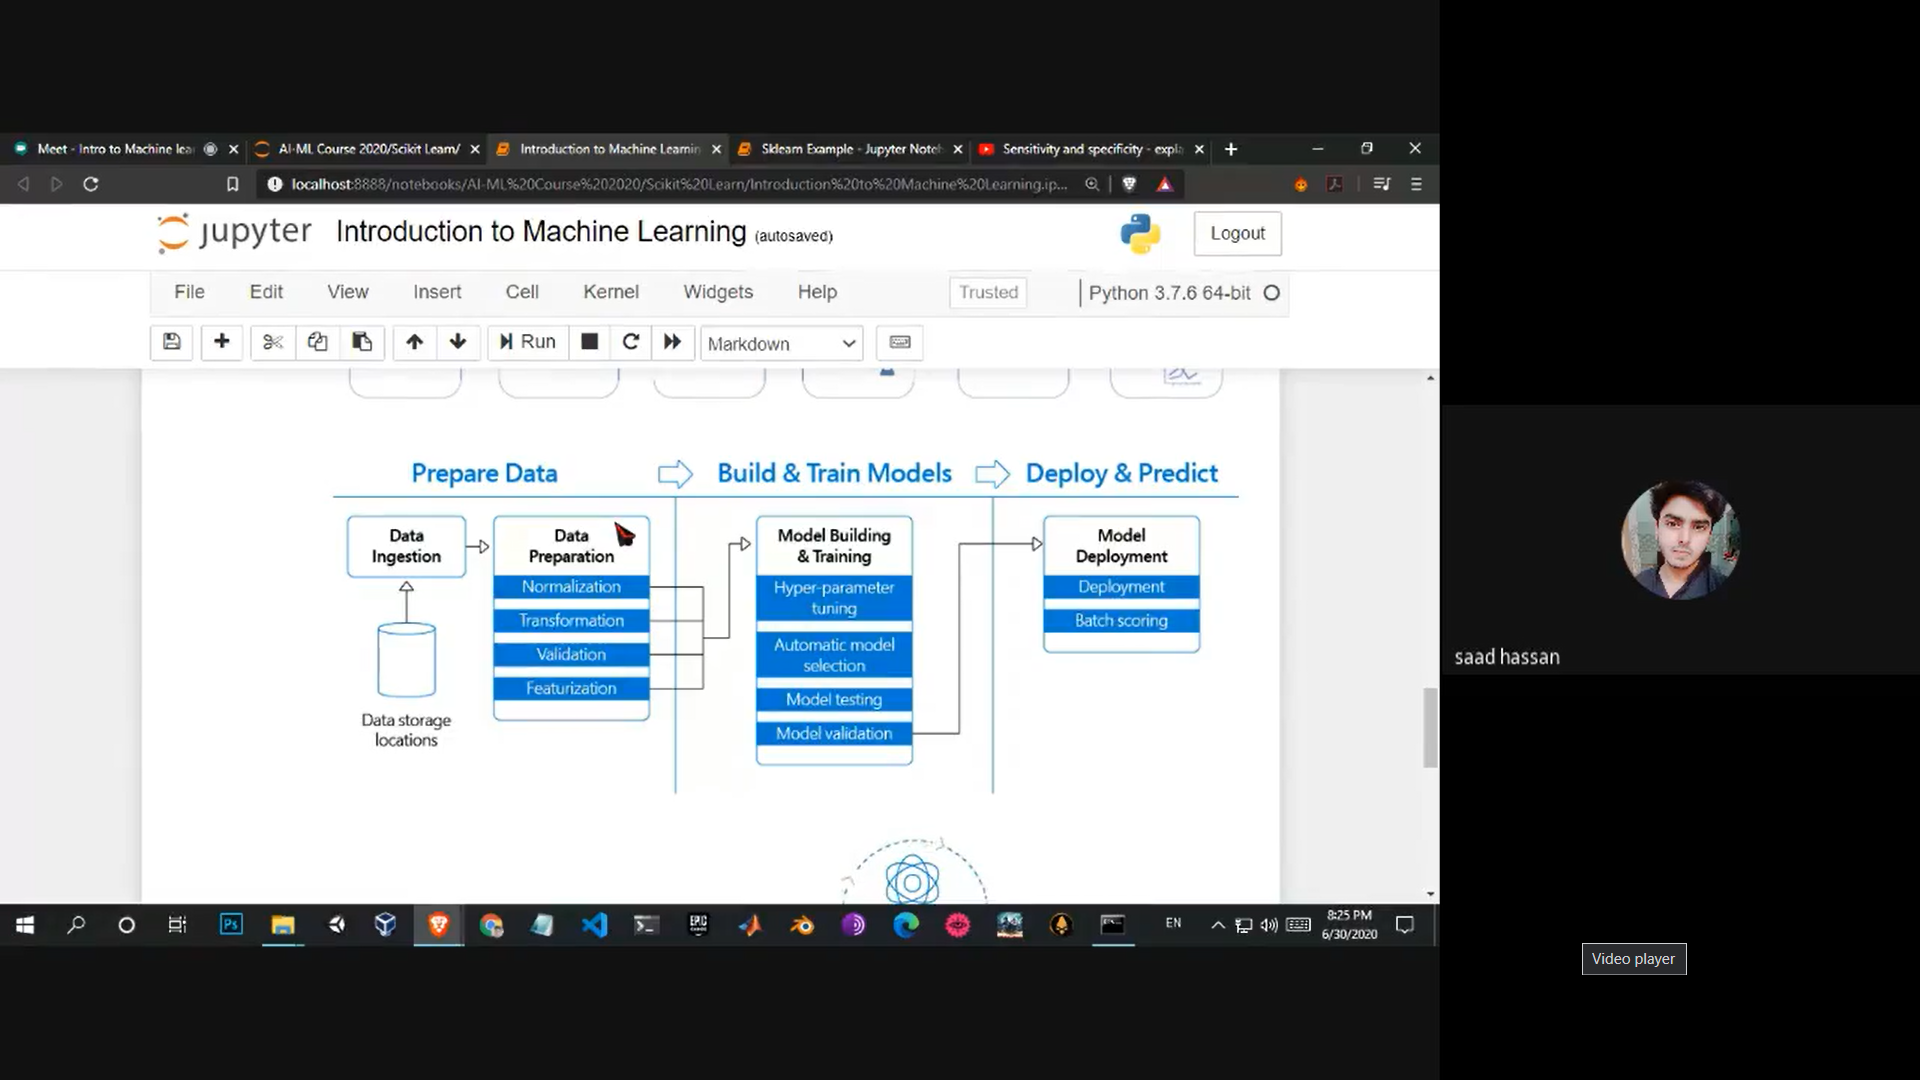 Meet - Intro to Machine lea
AI-ML Course 2020/Scikit Learn/
Introduction to Machine Learnin
Sklearn Example - Jupyter Noteb
Sensitivity and specificity - expla
localhost:8888/notebooks/AI-ML%20Course%202020/Scikit%20Learn/Introduction%20to%20Machine%20Learning.ip...
jupyter Introduction to Machine Learning (autosaved)
Logout
File Edit View Insert Cell Kernel Widgets Help
Trusted
Python 3.7.6 64-bit
Run
Markdown
Prepare Data
Build & Train Models
Deploy & Predict
Data
Ingestion
Data storage
locations
Data
Preparation
Normalization
Transformation
Validation
Featurization
Model Building
& Training
Hyper-parameter
tuning
Automatic model
selection
Model testing
Model validation
Model
Deployment
Deployment
Batch scoring
saad hassan
Ps
EPIC
EN
8:25 PM
6/30/2020
Video player